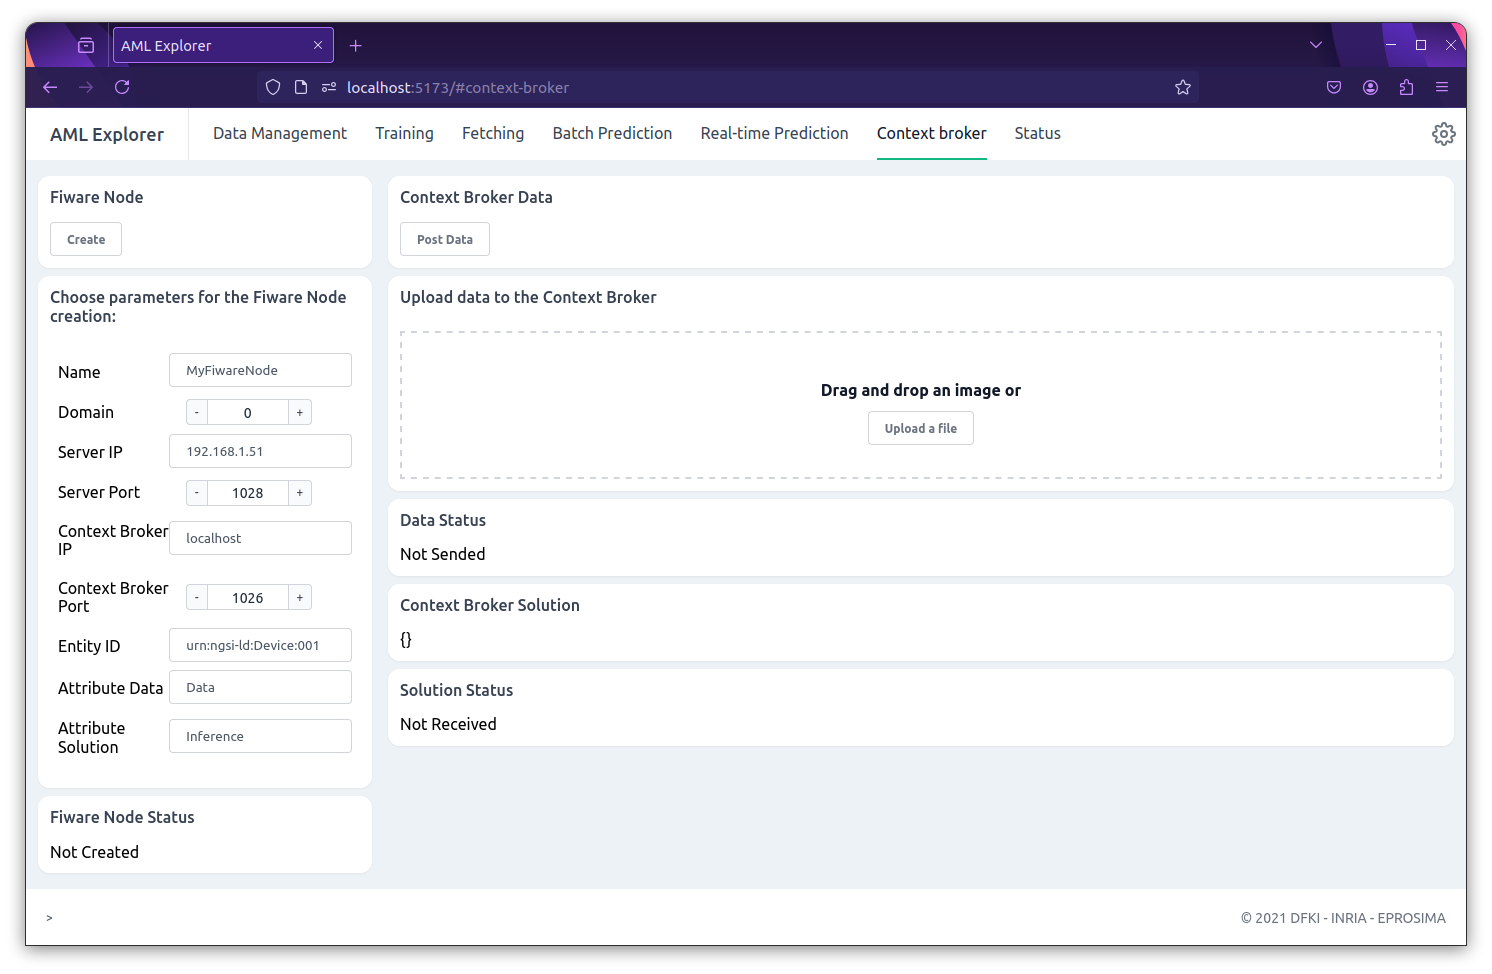 AML Explorer
localhost:5173/#context-broker
AML Explorer
Data Management
Training
Fetching
Batch Prediction
Real-time Prediction
Context broker
Status
Fiware Node
Create
Choose parameters for the Fiware Node
creation:
Name
MyFiwareNode
Domain
- 0 +
Server IP
192.168.1.51
Server Port
- 1028 +
Context Broker
IP
localhost
Context Broker
Port
- 1026 +
Entity ID
urn:ngsi-ld:Device:001
Attribute Data
Data
Attribute
Solution
Inference
Fiware Node Status
Not Created
Context Broker Data
Post Data
Upload data to the Context Broker
Drag and drop an image or
Upload a file
Data Status
Not Sended
Context Broker Solution
{}
Solution Status
Not Received
>
© 2021 DFKI - INRIA - EPROSIMA